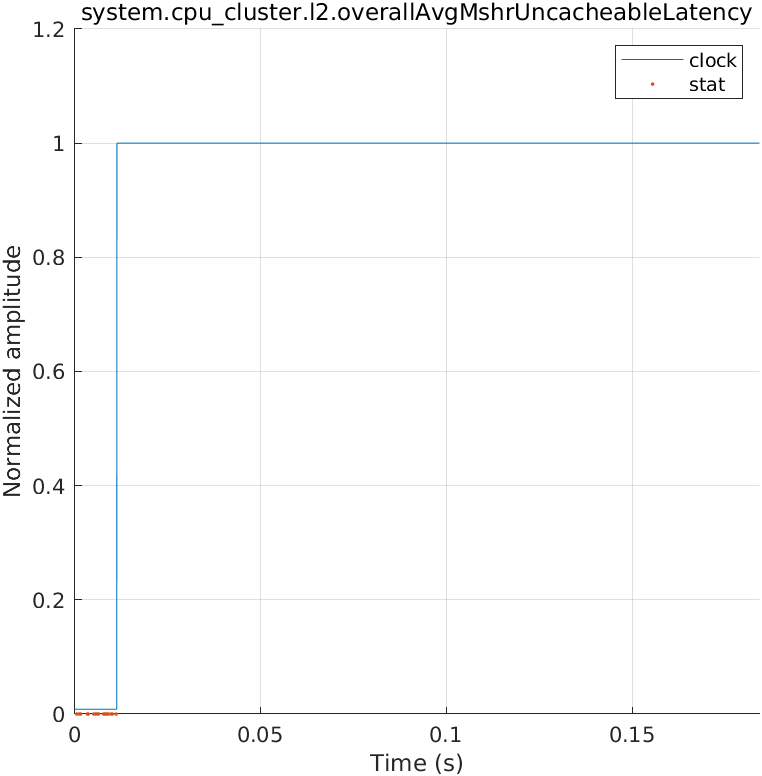 system.cpu_cluster.l2.overallAvgMshrUncacheableLatency
clock
stat
1.2
1
0.8
0.6
0.4
0.2
0
Normalized amplitude
0 0.05 0.1 0.15
Time (s)